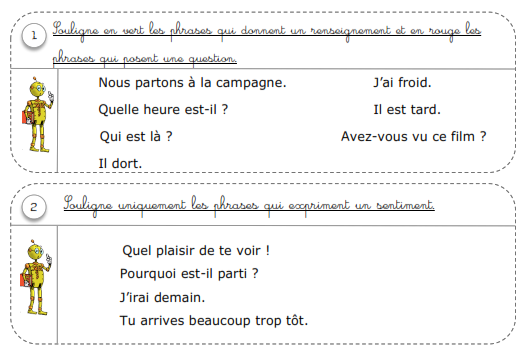 1 Souligne en vert les phrases qui donnent un renseignement et en rouge les
phrases qui posent une question.
Nous partons à la campagne. J'ai froid.
Quelle heure est-il ? Il est tard.
Qui est là ? Avez-vous vu ce film ?
Il dort.
2 Souligne uniquement les phrases qui expriment un sentiment.
Quel plaisir de te voir !
Pourquoi est-il parti ?
J'irai demain.
Tu arrives beaucoup trop tôt.